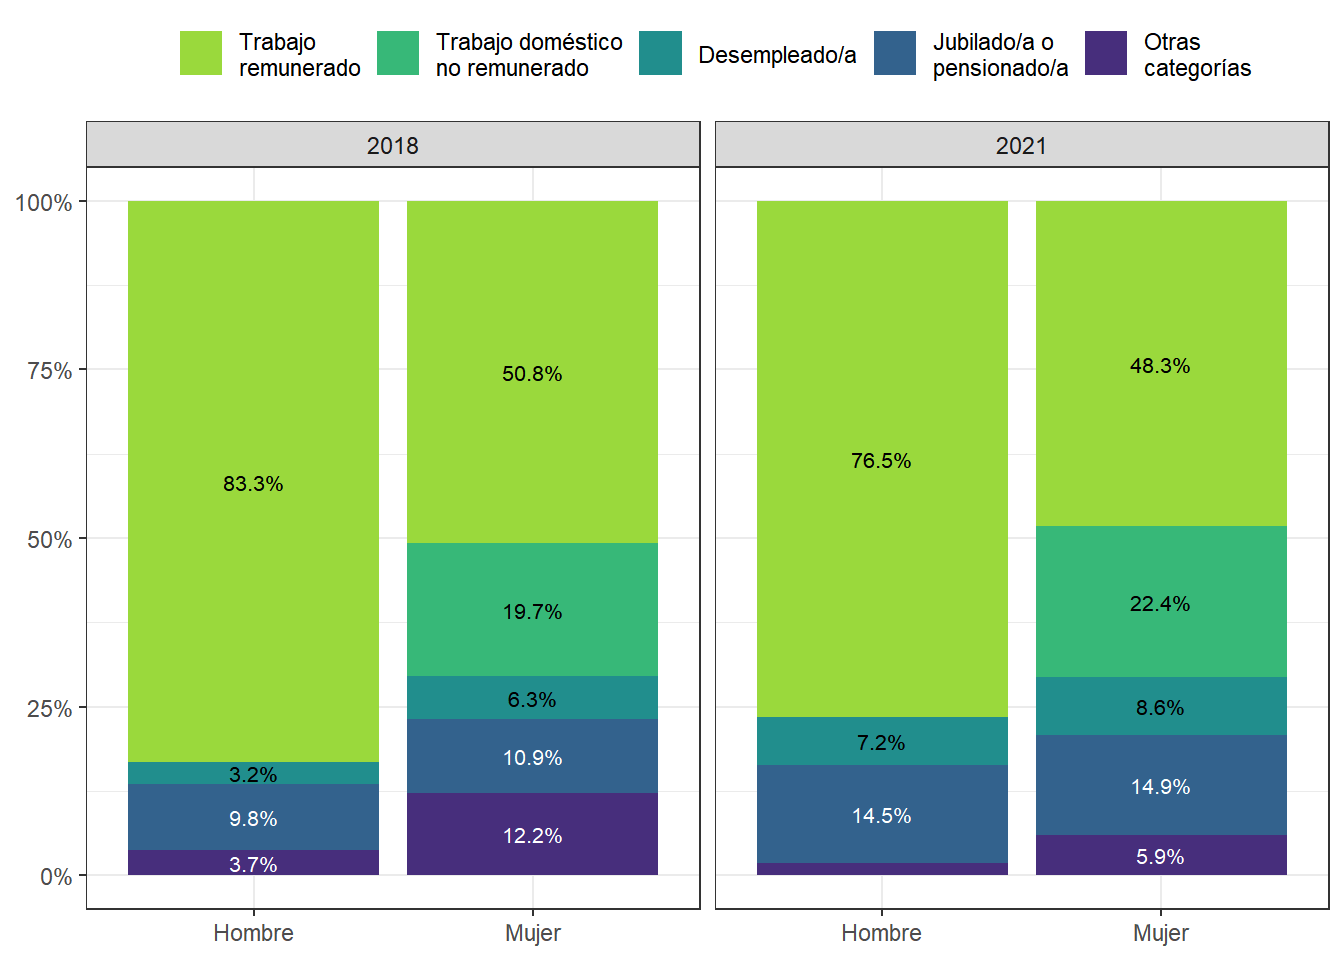 Trabajo
remunerado
Trabajo doméstico
no remunerado
Desempleado/a
Jubilado/a o
pensionado/a
Otras
categorías
2018
2021
100%
75%
50%
25%
0%
83.3%
3.2%
9.8%
3.7%
50.8%
19.7%
6.3%
10.9%
12.2%
76.5%
7.2%
14.5%
48.3%
22.4%
8.6%
14.9%
5.9%
Hombre
Mujer
Hombre
Mujer